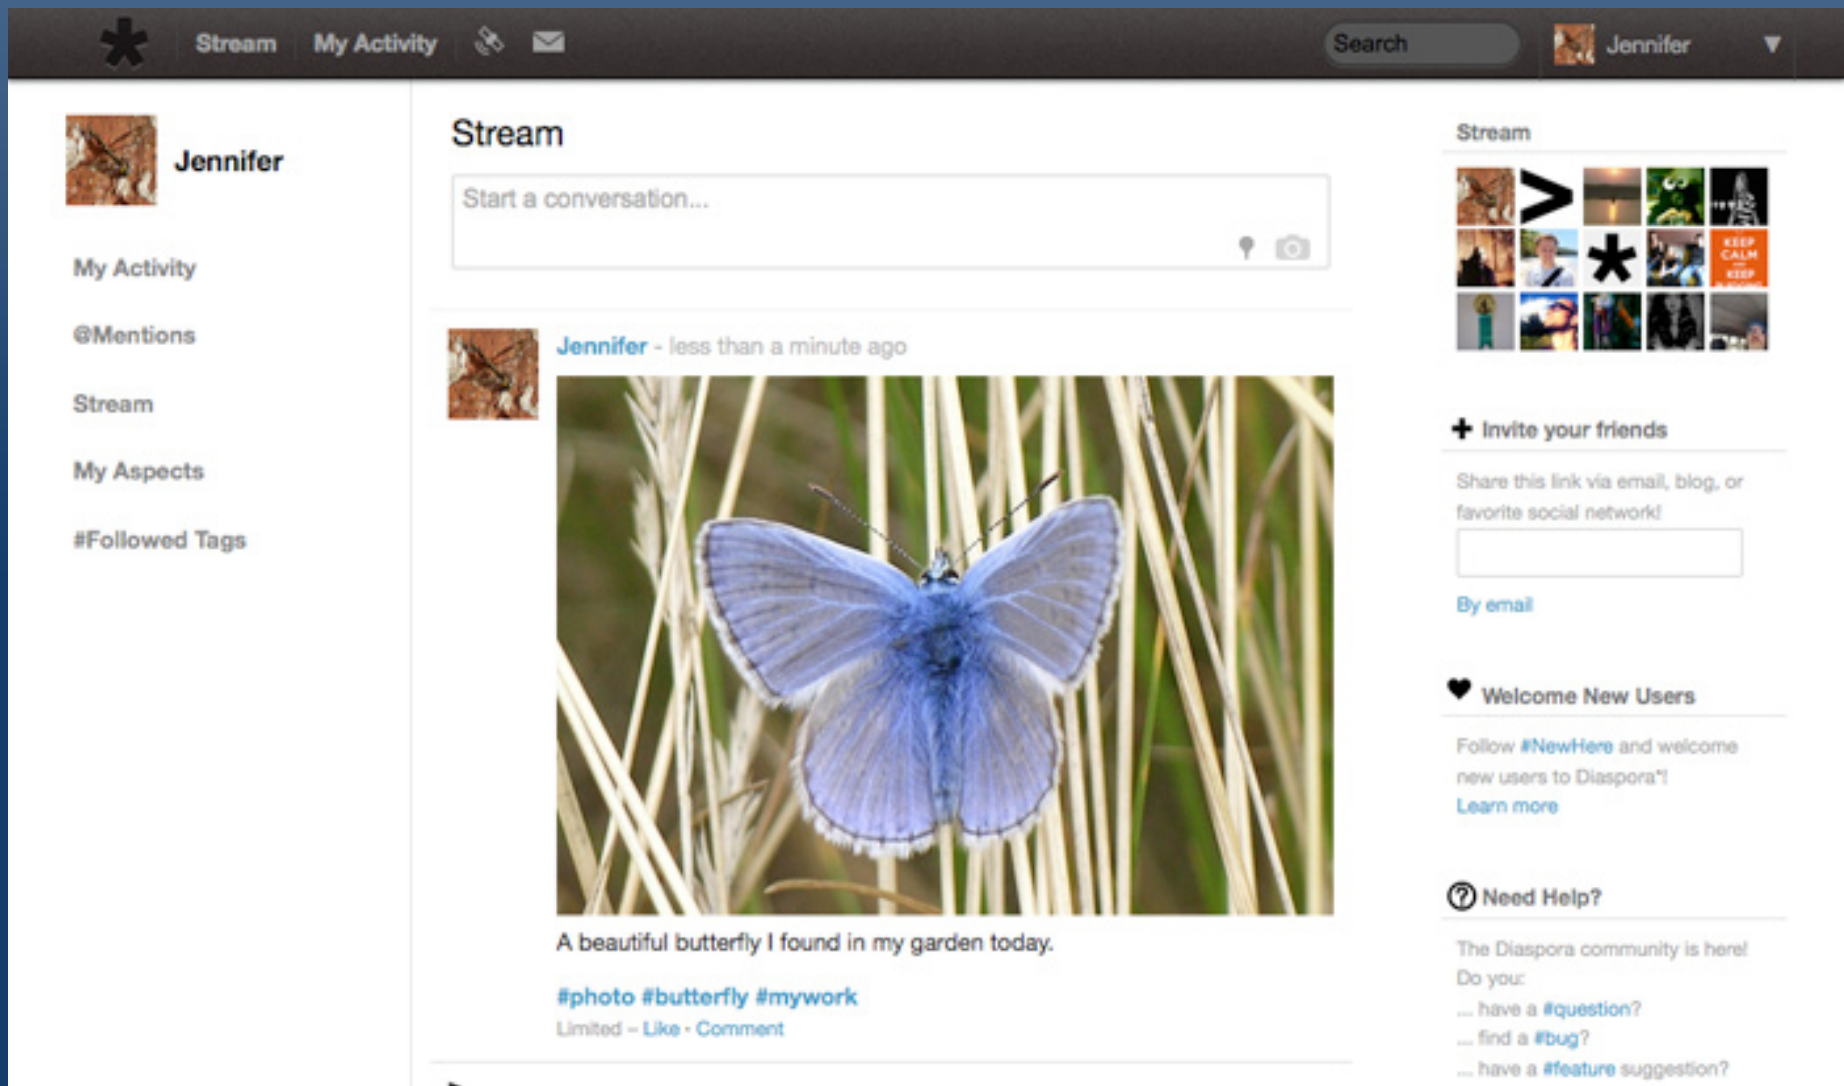 Stream
My Activity
Search
Jennifer
Jennifer
My Activity
@Mentions
Stream
My Aspects
#Followed Tags
Stream
Start a conversation...
Jennifer - less than a minute ago
A beautiful butterfly I found in my garden today.
#photo #butterfly #mywork
Limited – Like · Comment
Stream
KEEP
CALM
AND
KEEP
Invite your friends
Share this link via email, blog, or
favorite social network!
By email
Welcome New Users
Follow #NewHere and welcome
new users to Diaspora*!
Learn more
Need Help?
The Diaspora community is here!
Do you:
... have a #question?
... find a #bug?
... have a #feature suggestion?